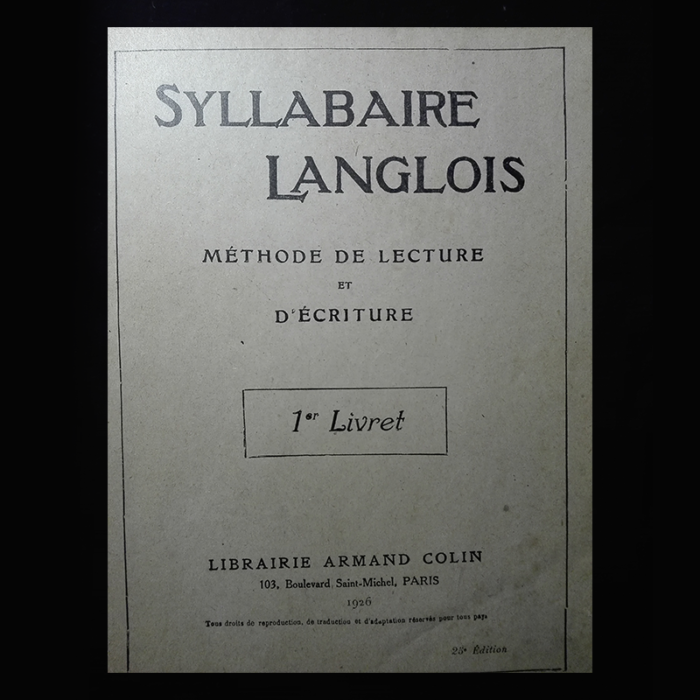 SYLLABAIRE
LANGLOIS
MÉTHODE DE LECTURE
ET
D'ÉCRITURE
1er Livret
LIBRAIRIE ARMAND COLIN
103, Boulevard Saint-Michel, PARIS
1926
Tous droits de reproduction, de traduction et d'adaptation réservés pour tous pays
25e Édition